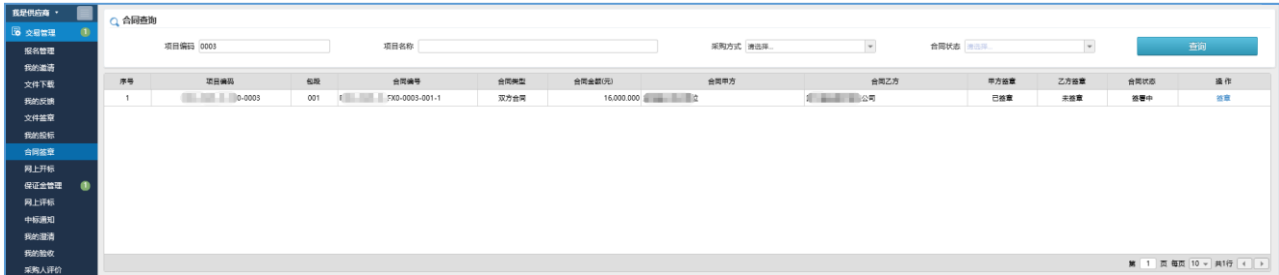 我是供应商
交易管理 1
报名管理
我的邀请
文件下载
我的反馈
文件签章
我的投标
合同签章
网上开标
保证金管理 1
网上评标
中标通知
我的澄清
我的验收
采购人评价
合同查询
项目编码 0003 项目名称 采购方式 请选择... 合同状态 请选择... 查询
序号 项目编码 包段 合同编号 合同类型 合同金额(元) 合同甲方 合同乙方 甲方签章 乙方签章 合同状态 操作
1 0-0003 001 FX0-0003-001-1 双方合同 16,000.000 公司 已签章 未签章 签署中 签章
第 1 页 每页 10 共1行